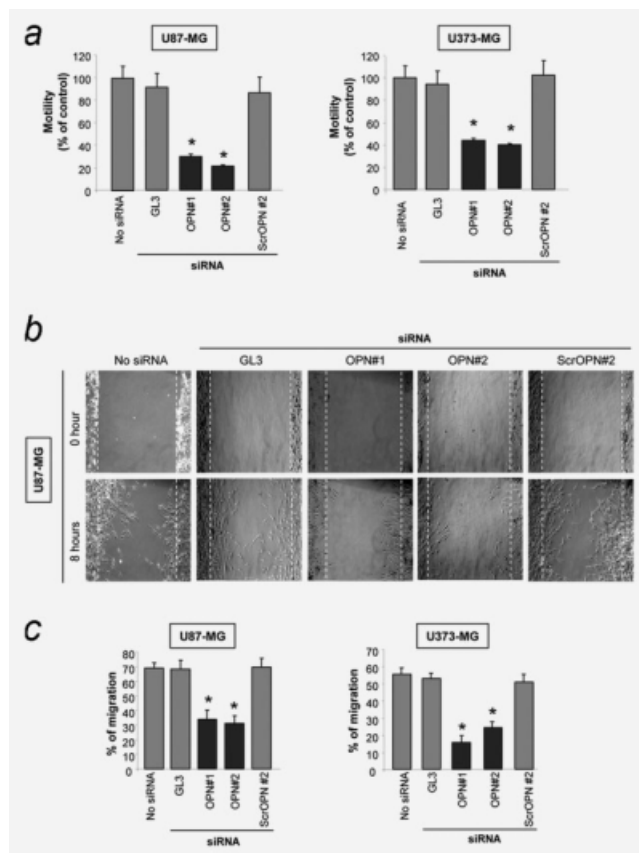 a
U87-MG
Motility
(% of control)
120
100
80
60
40
20
0
*
*
No siRNA
GL3
OPN#1
OPN#2
ScrOPN #2
siRNA
U373-MG
Motility
(% of control)
120
100
80
60
40
20
0
*
*
No siRNA
GL3
OPN#1
OPN#2
ScrOPN #2
siRNA
b
siRNA
No siRNA
GL3
OPN#1
OPN#2
ScrOPN#2
U87-MG
0 hour
8 hours
c
U87-MG
% of migration
80
70
60
50
40
30
20
10
0
*
*
No siRNA
GL3
OPN#1
OPN#2
ScrOPN #2
siRNA
U373-MG
% of migration
60
50
40
30
20
10
0
*
*
No siRNA
GL3
OPN#1
OPN#2
ScrOPN #2
siRNA